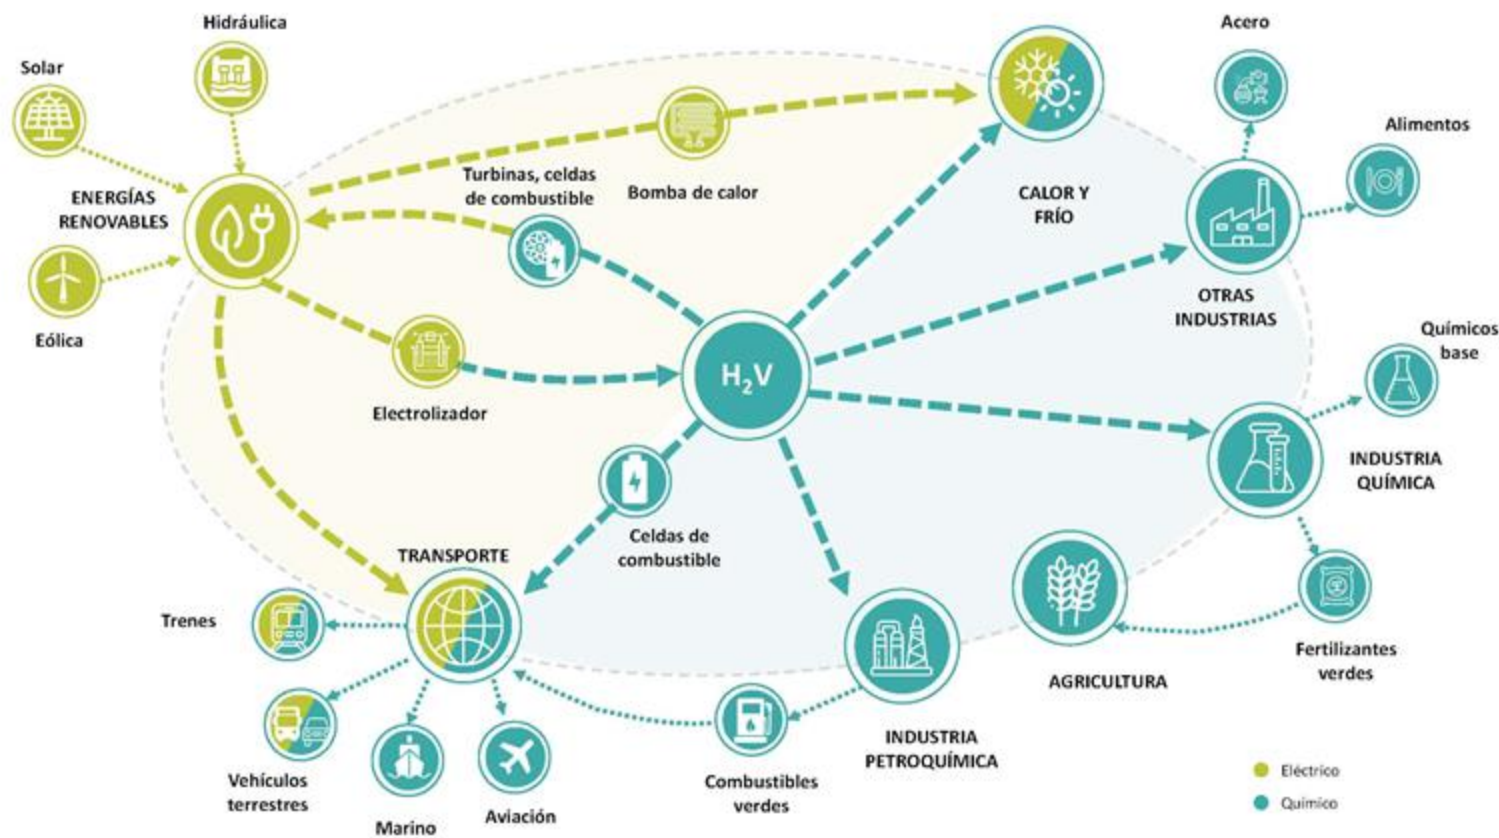 Hidráulica
Acero
Solar
Alimentos
Turbinas, celdas
de combustible
Bomba de calor
ENERGÍAS
RENOVABLES
CALOR Y
FRÍO
OTRAS
INDUSTRIAS
Eólica
Químicos
base
H₂V
Electrolizador
INDUSTRIA
QUÍMICA
Celdas de
combustible
TRANSPORTE
Trenes
Fertilizantes
verdes
AGRICULTURA
INDUSTRIA
PETROQUÍMICA
Combustibles
verdes
Vehículos
terrestres
Marino
Aviación
Eléctrico
Químico